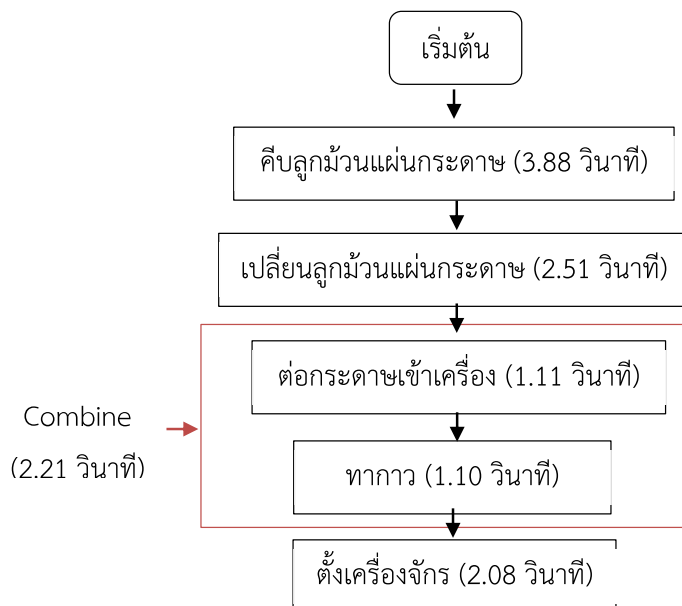 เริ่มต้น
คีบลูกม้วนแผ่นกระดาษ (3.88 วินาที)
เปลี่ยนลูกม้วนแผ่นกระดาษ (2.51 วินาที)
ต่อกระดาษเข้าเครื่อง (1.11 วินาที)
Combine
(2.21 วินาที)
ทากาว (1.10 วินาที)
ตั้งเครื่องจักร (2.08 วินาที)